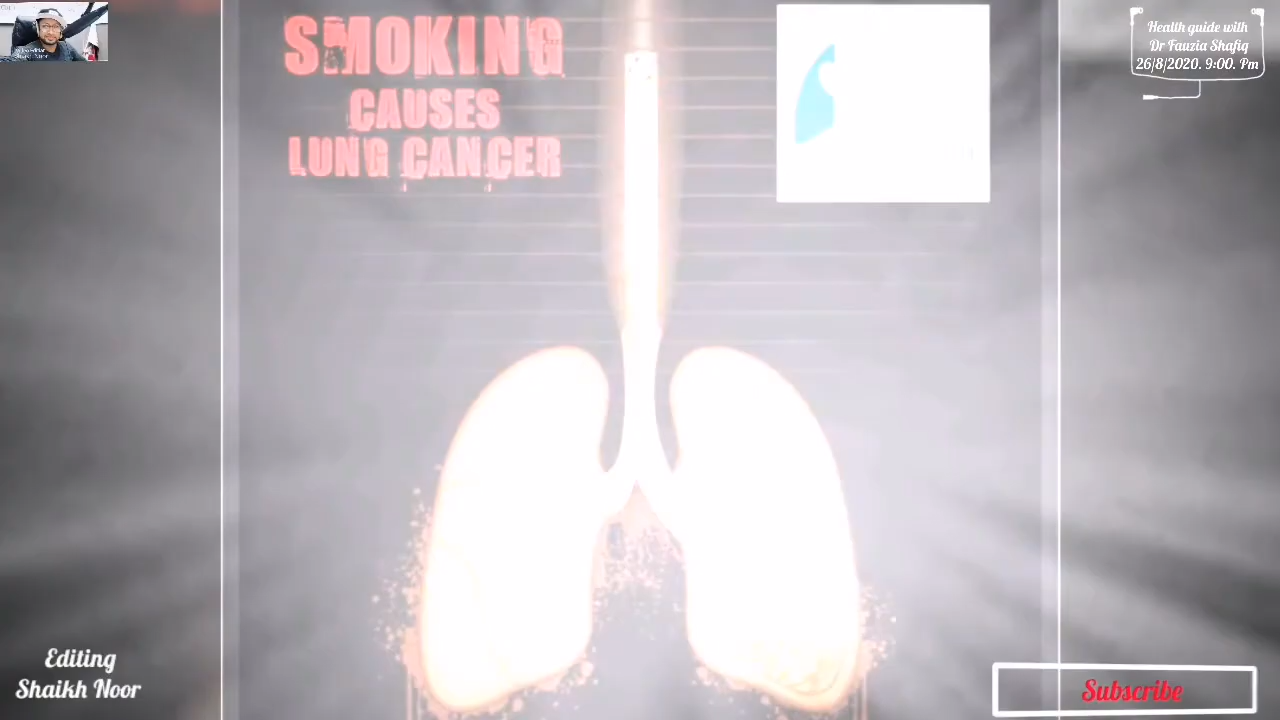 SMOKING
CAUSES
LUNG CANCER
Health guide with
Dr Fauzia Shafiq
26/8/2020. 9:00. Pm
Editing
Shaikh Noor
Subscribe